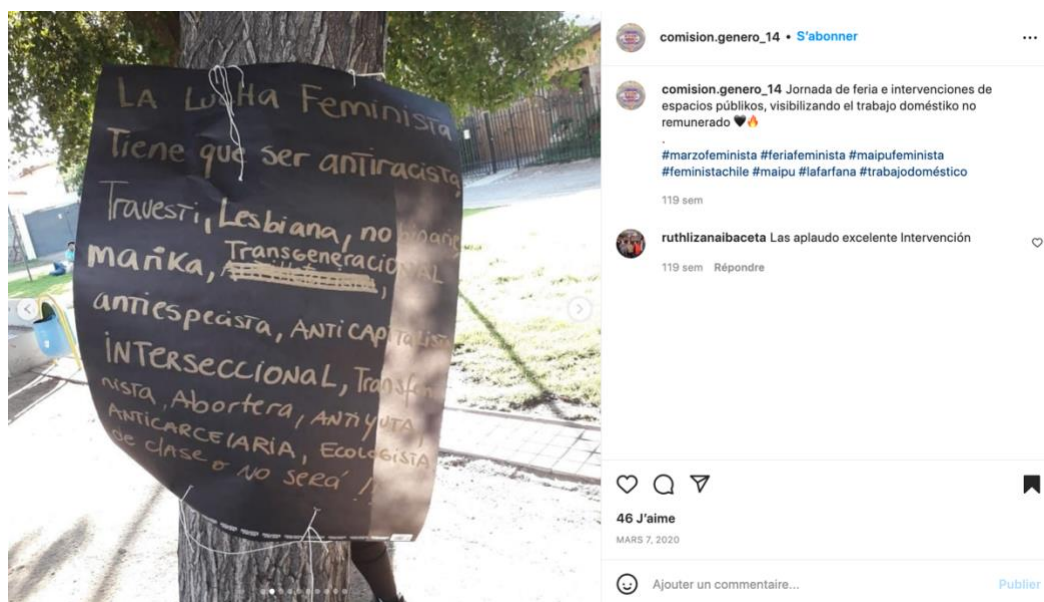 LA LucHa Feminista
Tiene que ser antiracista,
Travesti, Lesbiana, no binarie,
mariKa, Transgeneracional,
antiespecista, ANTICAPITALISTA
INTERSECCIONAL, Transfemi
nista, Abortera, ANTIYUTA,
ANTICARCELARIA, ECOLOGISTA
de clase o NO SERÁ !!
comision.genero_14 • S'abonner
comision.genero_14 Jornada de feria e intervenciones de
espacios públikos, visibilizando el trabajo doméstiko no
remunerado 🖤🔥
.
#marzofeminista #feriafeminista #maipufeminista
#feministachile #maipu #lafarfana #trabajodoméstico
119 sem
ruthlizanaibaceta Las aplaudo excelente Intervención
119 sem Répondre
46 J'aime
MARS 7, 2020
Ajouter un commentaire... Publier